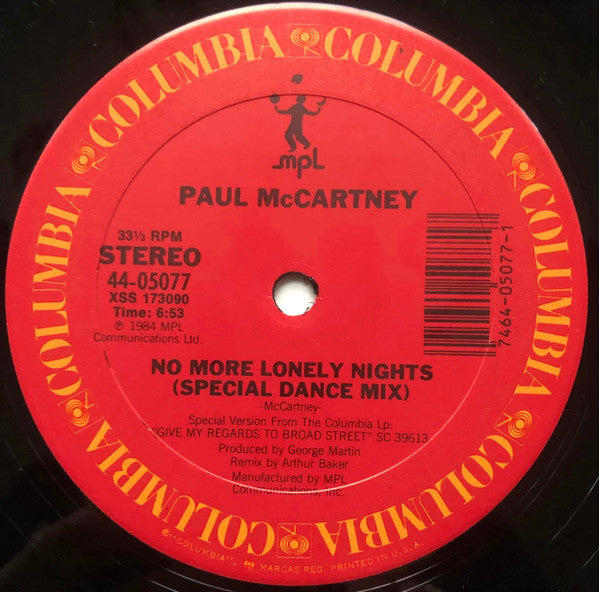 COLUMBIA COLUMBIA COLUMBIA COLUMBIA COLUMBIA COLUMBIA COLUMBIA
mpl
PAUL McCARTNEY
33⅓ RPM
STEREO
44-05077
XSS 173090
Time: 6:53
℗ 1984 MPL
Communications Ltd.
7464-05077-1
NO MORE LONELY NIGHTS
(SPECIAL DANCE MIX)
-McCartney-
Special Version From The Columbia Lp:
"GIVE MY REGARDS TO BROAD STREET" SC 39613
Produced by George Martin
Remix by Arthur Baker
Manufactured by MPL
Communications, Inc.
®"COLUMBIA", MARCAS REG. PRINTED IN U.S.A.